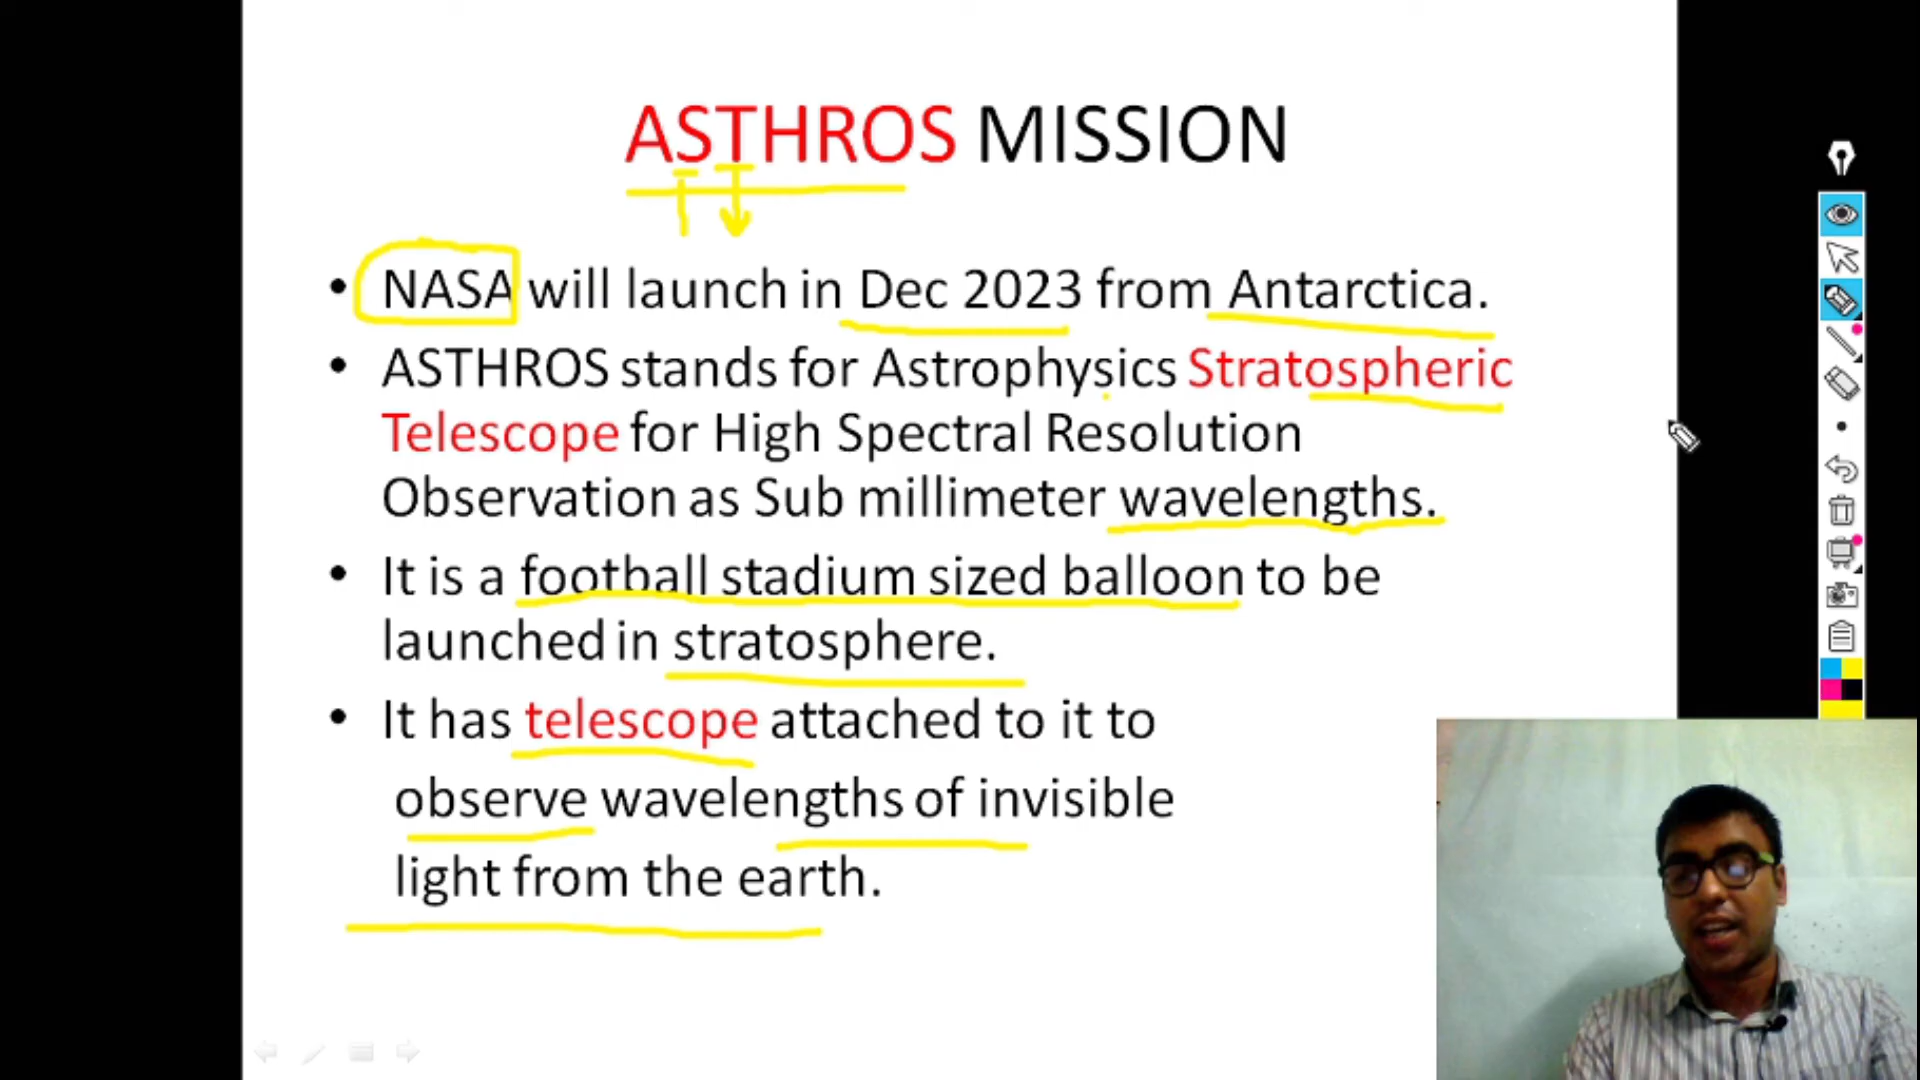 ASTHROS MISSION
• NASA will launch in Dec 2023 from Antarctica.
• ASTHROS stands for Astrophysics Stratospheric
Telescope for High Spectral Resolution
Observation as Sub millimeter wavelengths.
• It is a football stadium sized balloon to be
launched in stratosphere.
• It has telescope attached to it to
observe wavelengths of invisible
light from the earth.